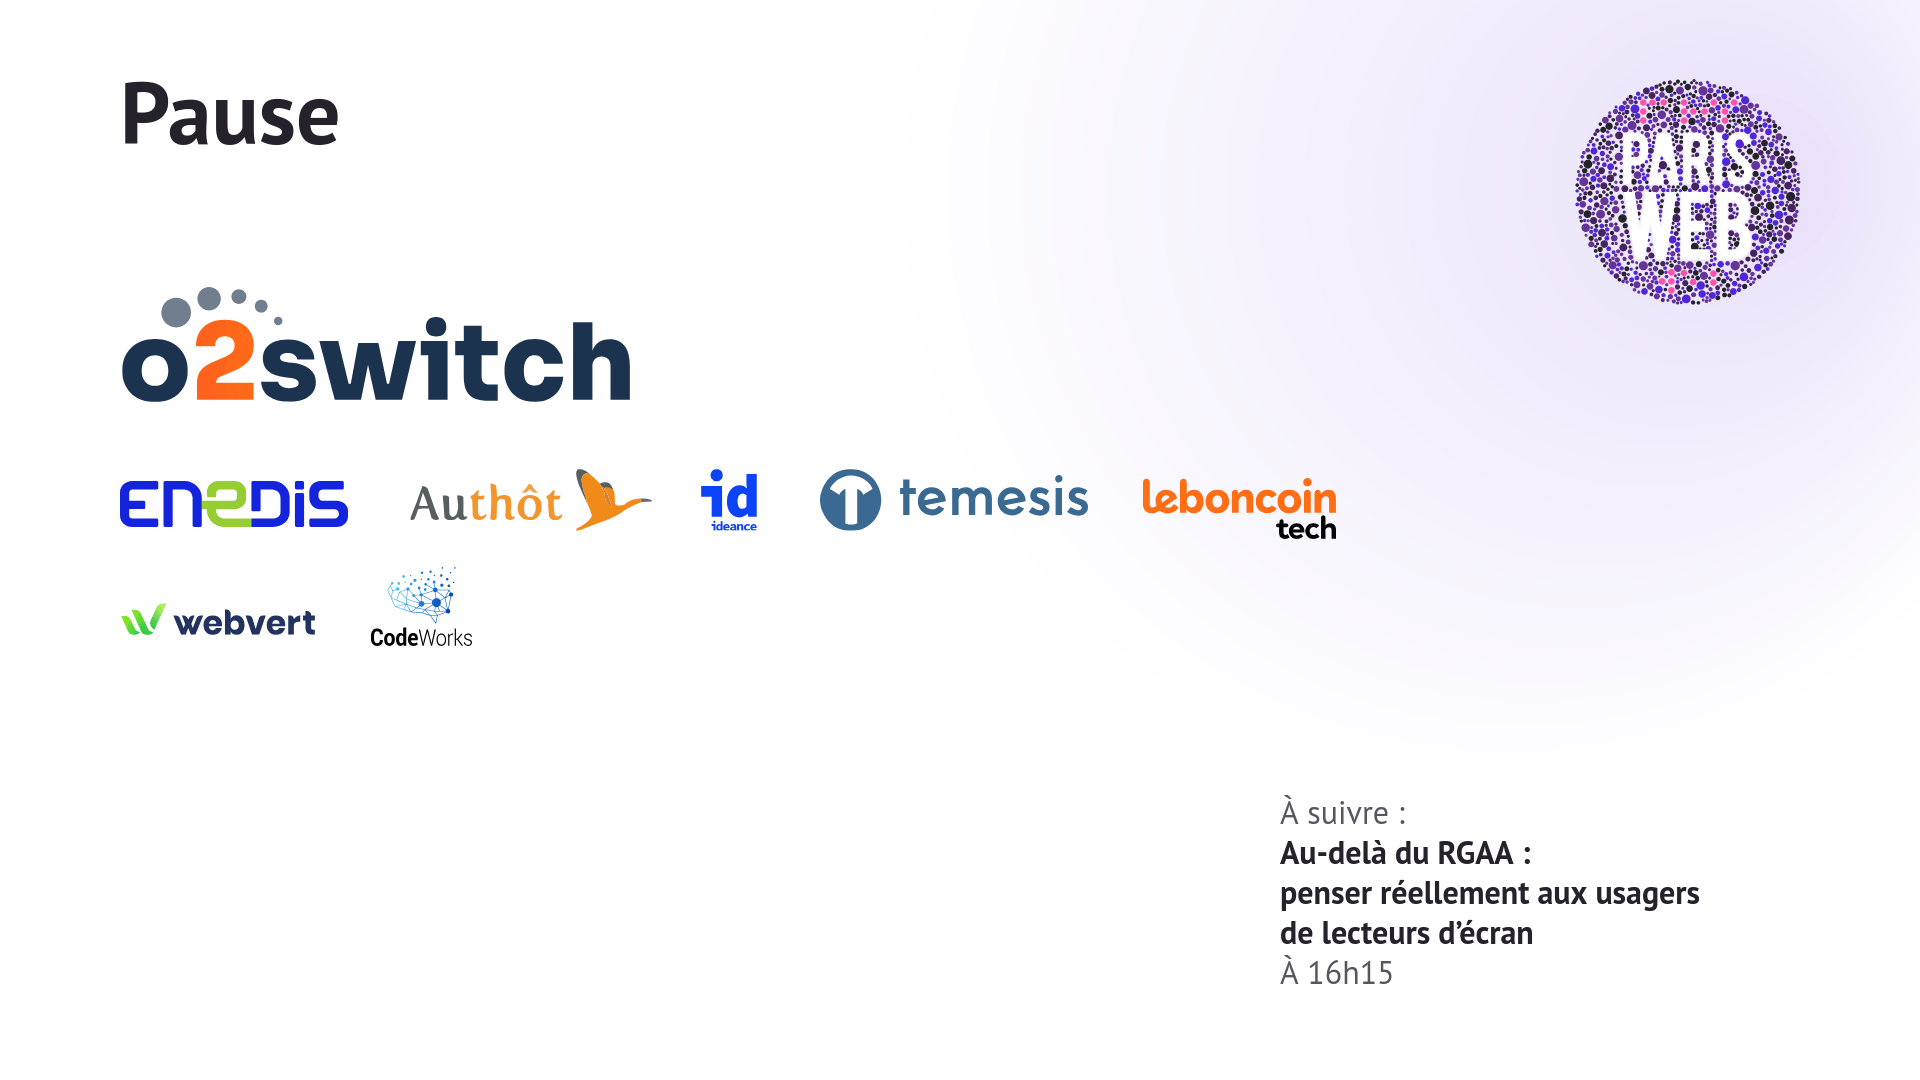 Pause
PARIS
WEB
o2switch
ENEDIS
Authôt
id
ideance
temesis
leboncoin
tech
webvert
CodeWorks
À suivre :
Au-delà du RGAA :
penser réellement aux usagers
de lecteurs d’écran
À 16h15